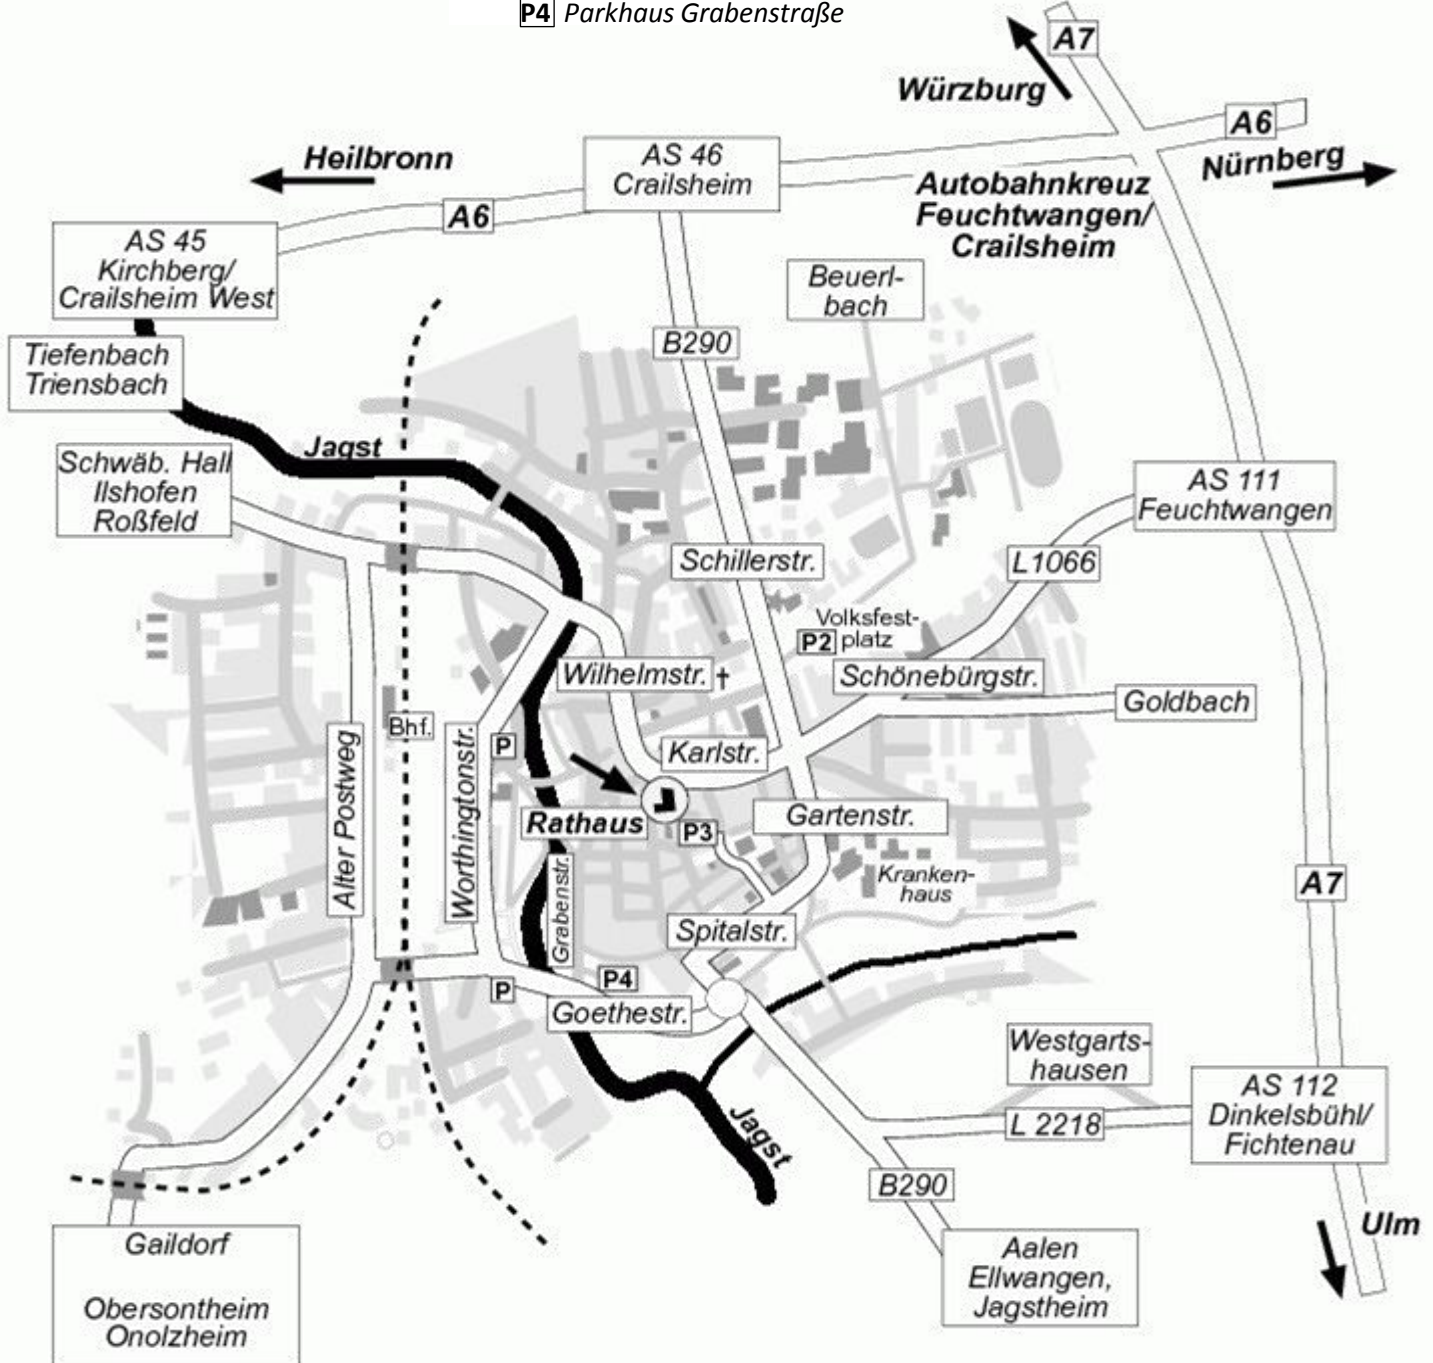 P4 Parkhaus Grabenstraße
A7
Würzburg
A6
Nürnberg
Heilbronn
AS 46
Crailsheim
Autobahnkreuz
Feuchtwangen/
Crailsheim
A6
AS 45
Kirchberg/
Crailsheim West
Beuerl-
bach
B290
Tiefenbach
Triensbach
Jagst
Schwäb. Hall
Ilshofen
Roßfeld
AS 111
Feuchtwangen
Schillerstr.
L1066
Volksfest-
P2 platz
Wilhelmstr.
Schönebürgstr.
Goldbach
Bhf.
Alter Postweg
Worthingtonstr.
P
Karlstr.
Rathaus
P3
Gartenstr.
Kranken-
haus
A7
Grabenstr.
Spitalstr.
P4
P
Goethestr.
Westgarts-
hausen
AS 112
Dinkelsbühl/
Fichtenau
L 2218
Jagst
B290
Ulm
Gaildorf
Obersontheim
Onolzheim
Aalen
Ellwangen,
Jagstheim